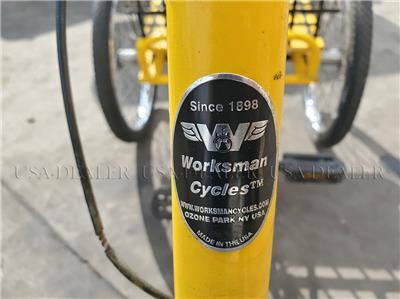 Since 1898
W
Worksman
Cycles™
WWW.WORKSMANCYCLES.COM
OZONE PARK NY USA
MADE IN THE USA
USA-DEALER USA-DEALER USA-DEALER